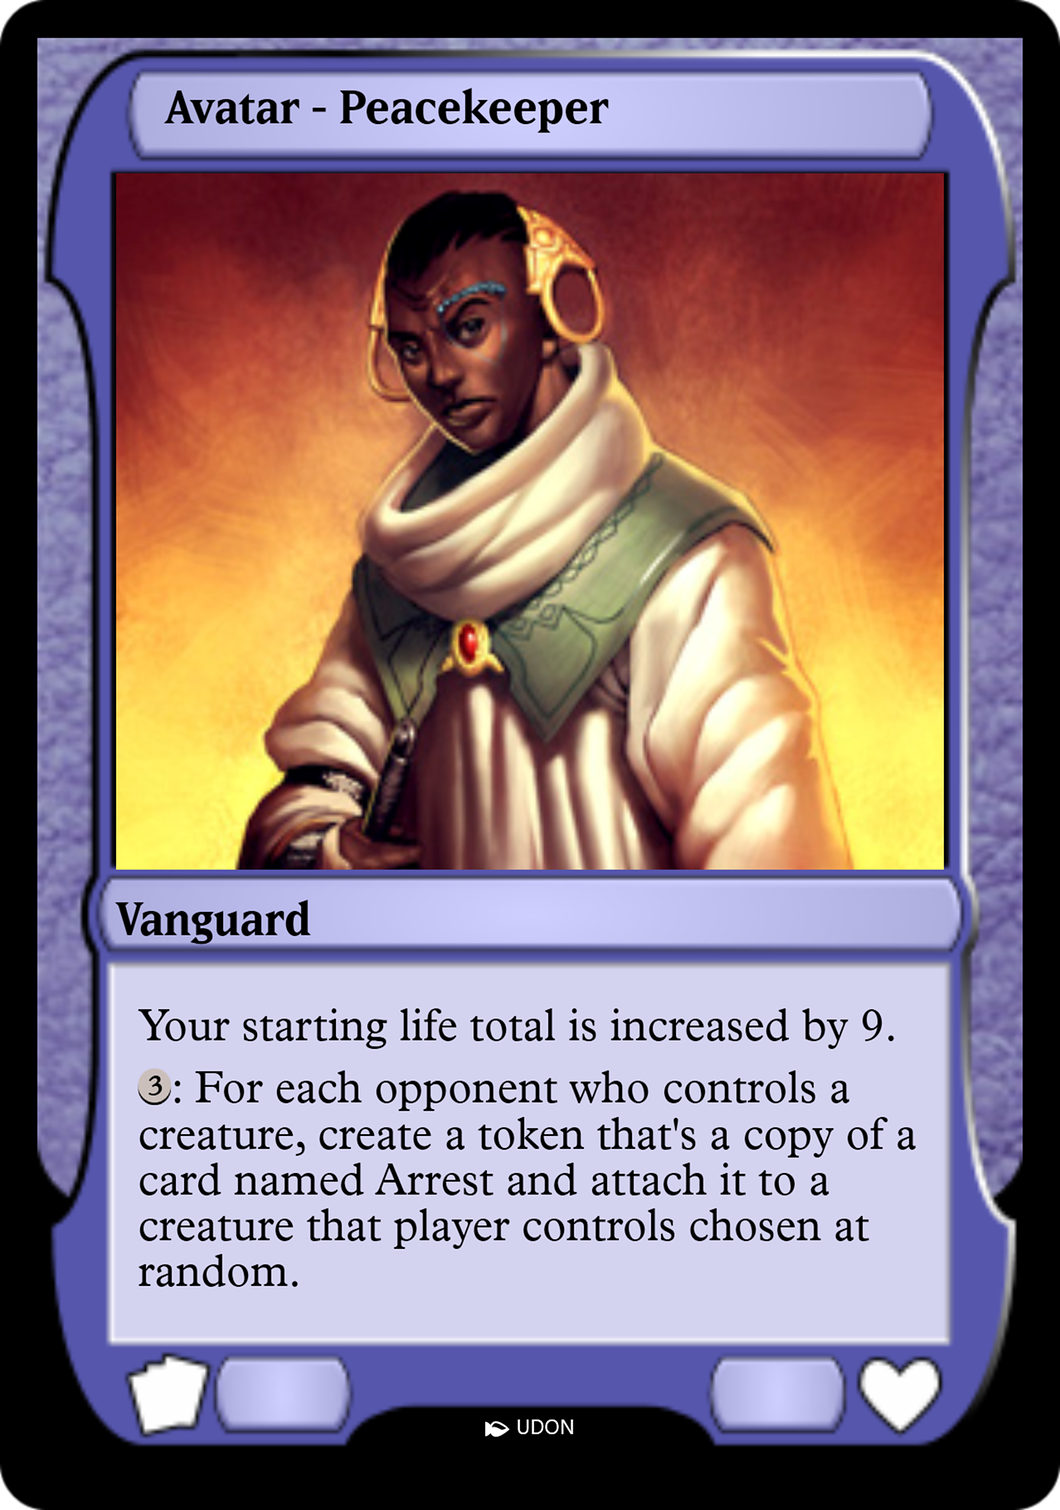 Avatar - Peacekeeper
Vanguard
Your starting life total is increased by 9.
3: For each opponent who controls a
creature, create a token that's a copy of a
card named Arrest and attach it to a
creature that player controls chosen at
random.
UDON